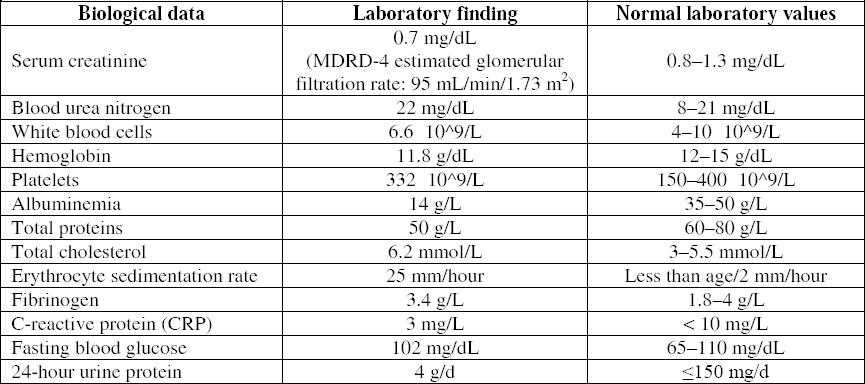 Biological data Laboratory finding Normal laboratory values
Serum creatinine 0.7 mg/dL (MDRD-4 estimated glomerular filtration rate: 95 mL/min/1.73 m²) 0.8–1.3 mg/dL
Blood urea nitrogen 22 mg/dL 8–21 mg/dL
White blood cells 6.6 10^9/L 4–10 10^9/L
Hemoglobin 11.8 g/dL 12–15 g/dL
Platelets 332 10^9/L 150–400 10^9/L
Albuminemia 14 g/L 35–50 g/L
Total proteins 50 g/L 60–80 g/L
Total cholesterol 6.2 mmol/L 3–5.5 mmol/L
Erythrocyte sedimentation rate 25 mm/hour Less than age/2 mm/hour
Fibrinogen 3.4 g/L 1.8–4 g/L
C-reactive protein (CRP) 3 mg/L < 10 mg/L
Fasting blood glucose 102 mg/dL 65–110 mg/dL
24-hour urine protein 4 g/d ≤150 mg/d